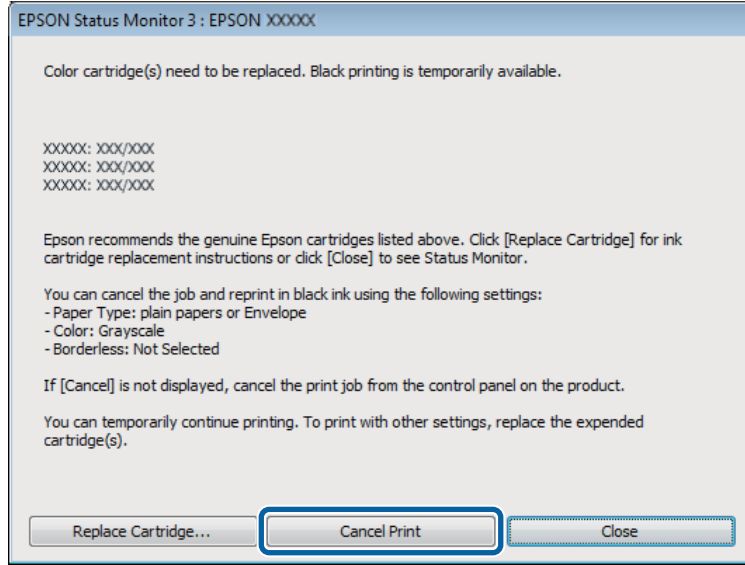 EPSON Status Monitor 3 : EPSON XXXXX
Color cartridge(s) need to be replaced. Black printing is temporarily available.
XXXXX: XXX/XXX
XXXXX: XXX/XXX
XXXXX: XXX/XXX
Epson recommends the genuine Epson cartridges listed above. Click [Replace Cartridge] for ink
cartridge replacement instructions or click [Close] to see Status Monitor.
You can cancel the job and reprint in black ink using the following settings:
- Paper Type: plain papers or Envelope
- Color: Grayscale
- Borderless: Not Selected
If [Cancel] is not displayed, cancel the print job from the control panel on the product.
You can temporarily continue printing. To print with other settings, replace the expended
cartridge(s).
Replace Cartridge... Cancel Print Close